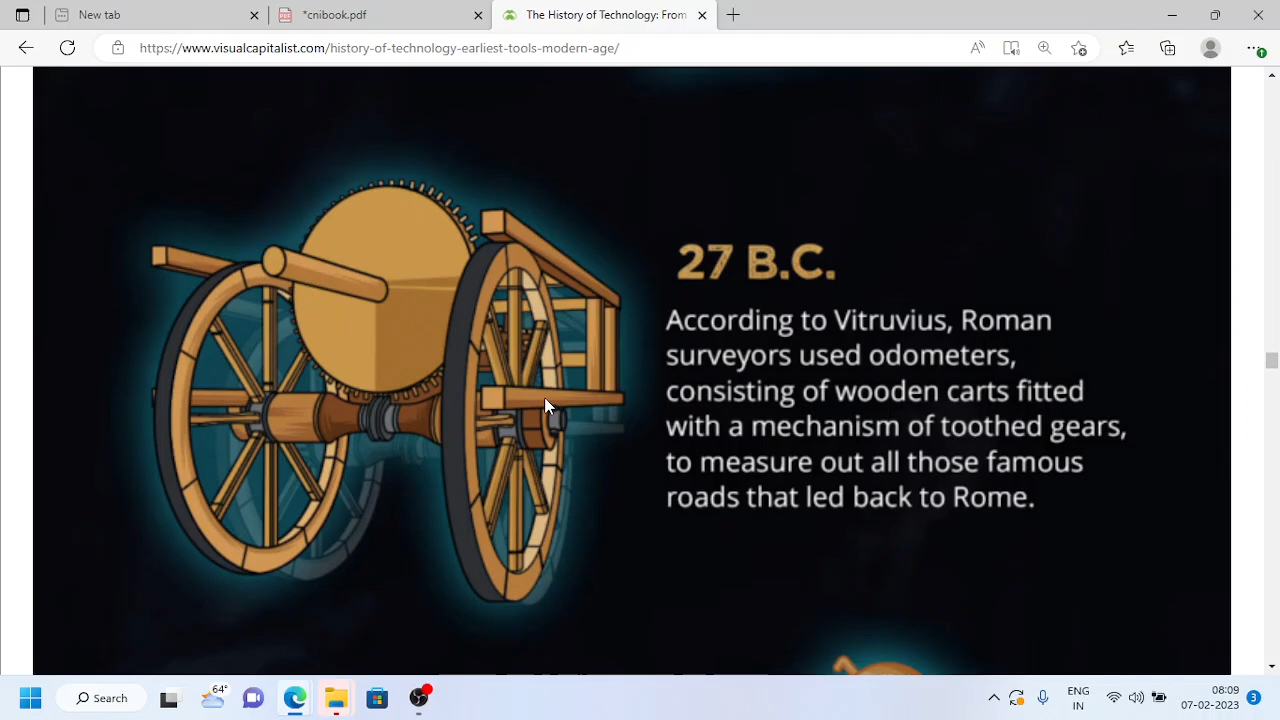 New tab
*cnibook.pdf
The History of Technology: From
https://www.visualcapitalist.com/history-of-technology-earliest-tools-modern-age/
27 B.C.
According to Vitruvius, Roman
surveyors used odometers,
consisting of wooden carts fitted
with a mechanism of toothed gears,
to measure out all those famous
roads that led back to Rome.
64°
Search
ENG
IN
08:09
07-02-2023
3